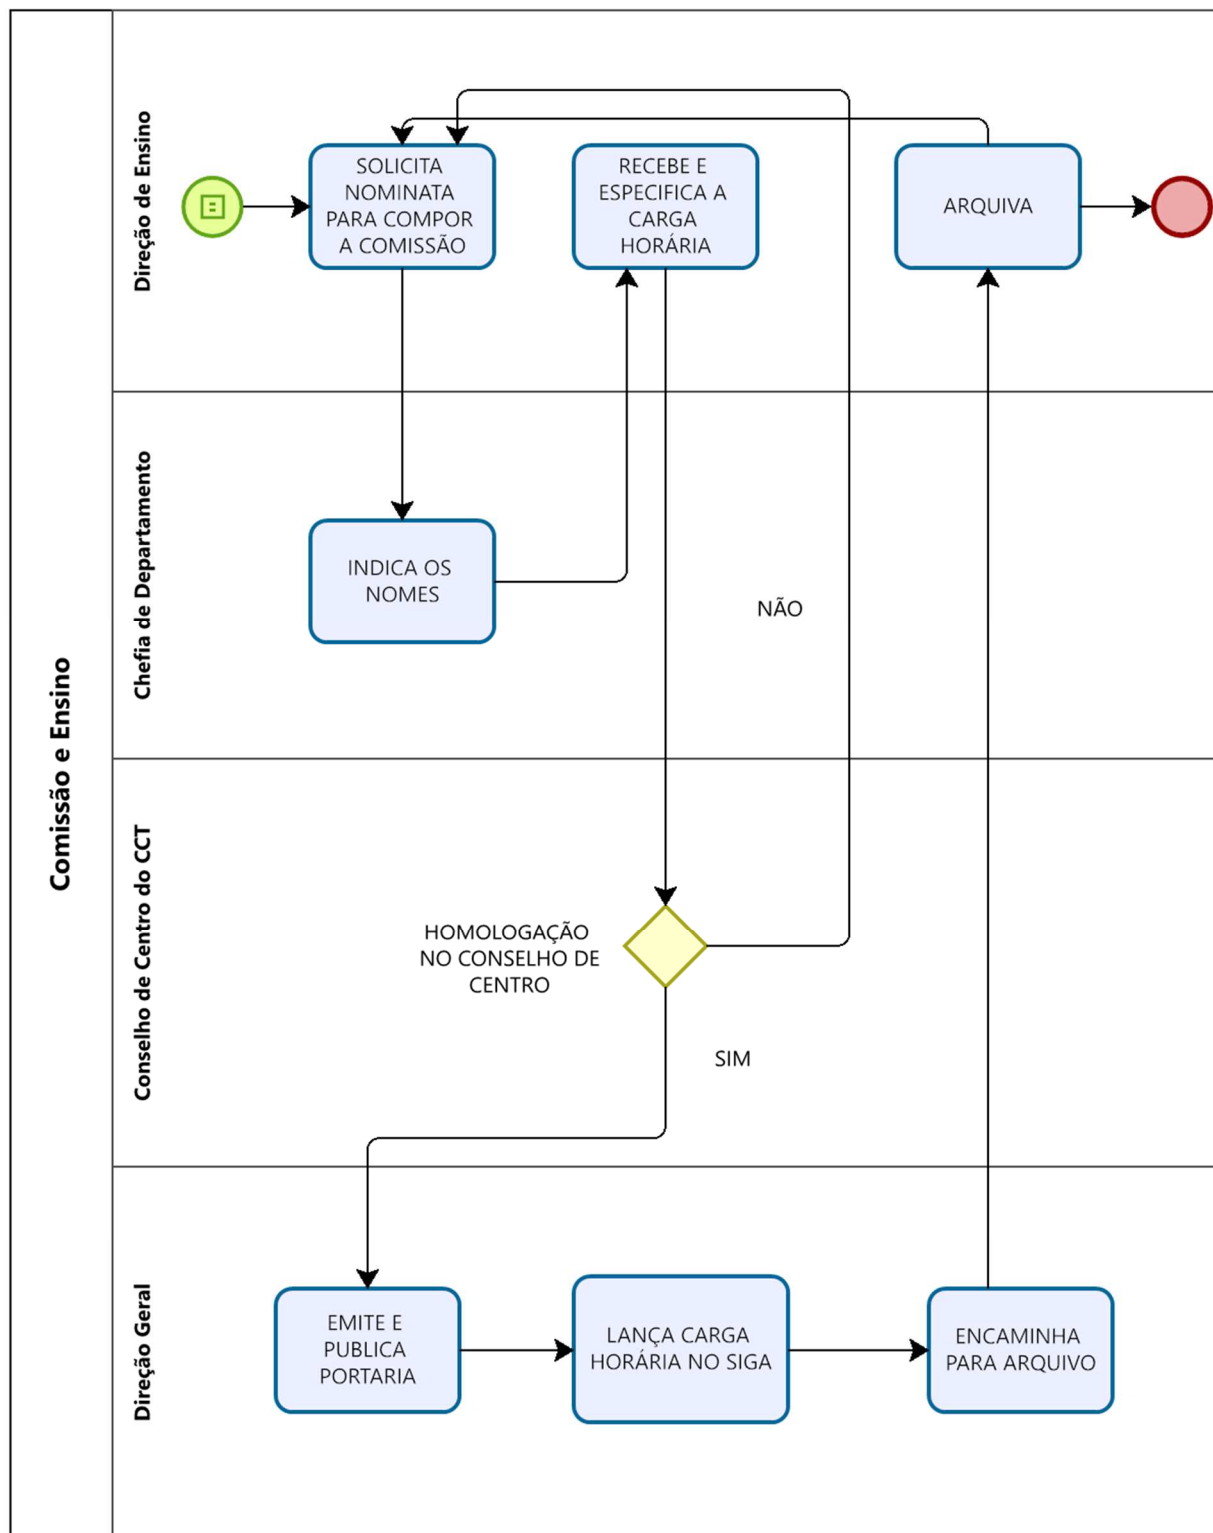 Comissão e Ensino
Direção de Ensino
SOLICITA
NOMINATA
PARA COMPOR
A COMISSÃO
RECEBE E
ESPECIFICA A
CARGA
HORÁRIA
ARQUIVA
Chefia de Departamento
INDICA OS
NOMES
NÃO
Conselho de Centro do CCT
HOMOLOGAÇÃO
NO CONSELHO DE
CENTRO
SIM
Direção Geral
EMITE E
PUBLICA
PORTARIA
LANÇA CARGA
HORÁRIA NO SIGA
ENCAMINHA
PARA ARQUIVO